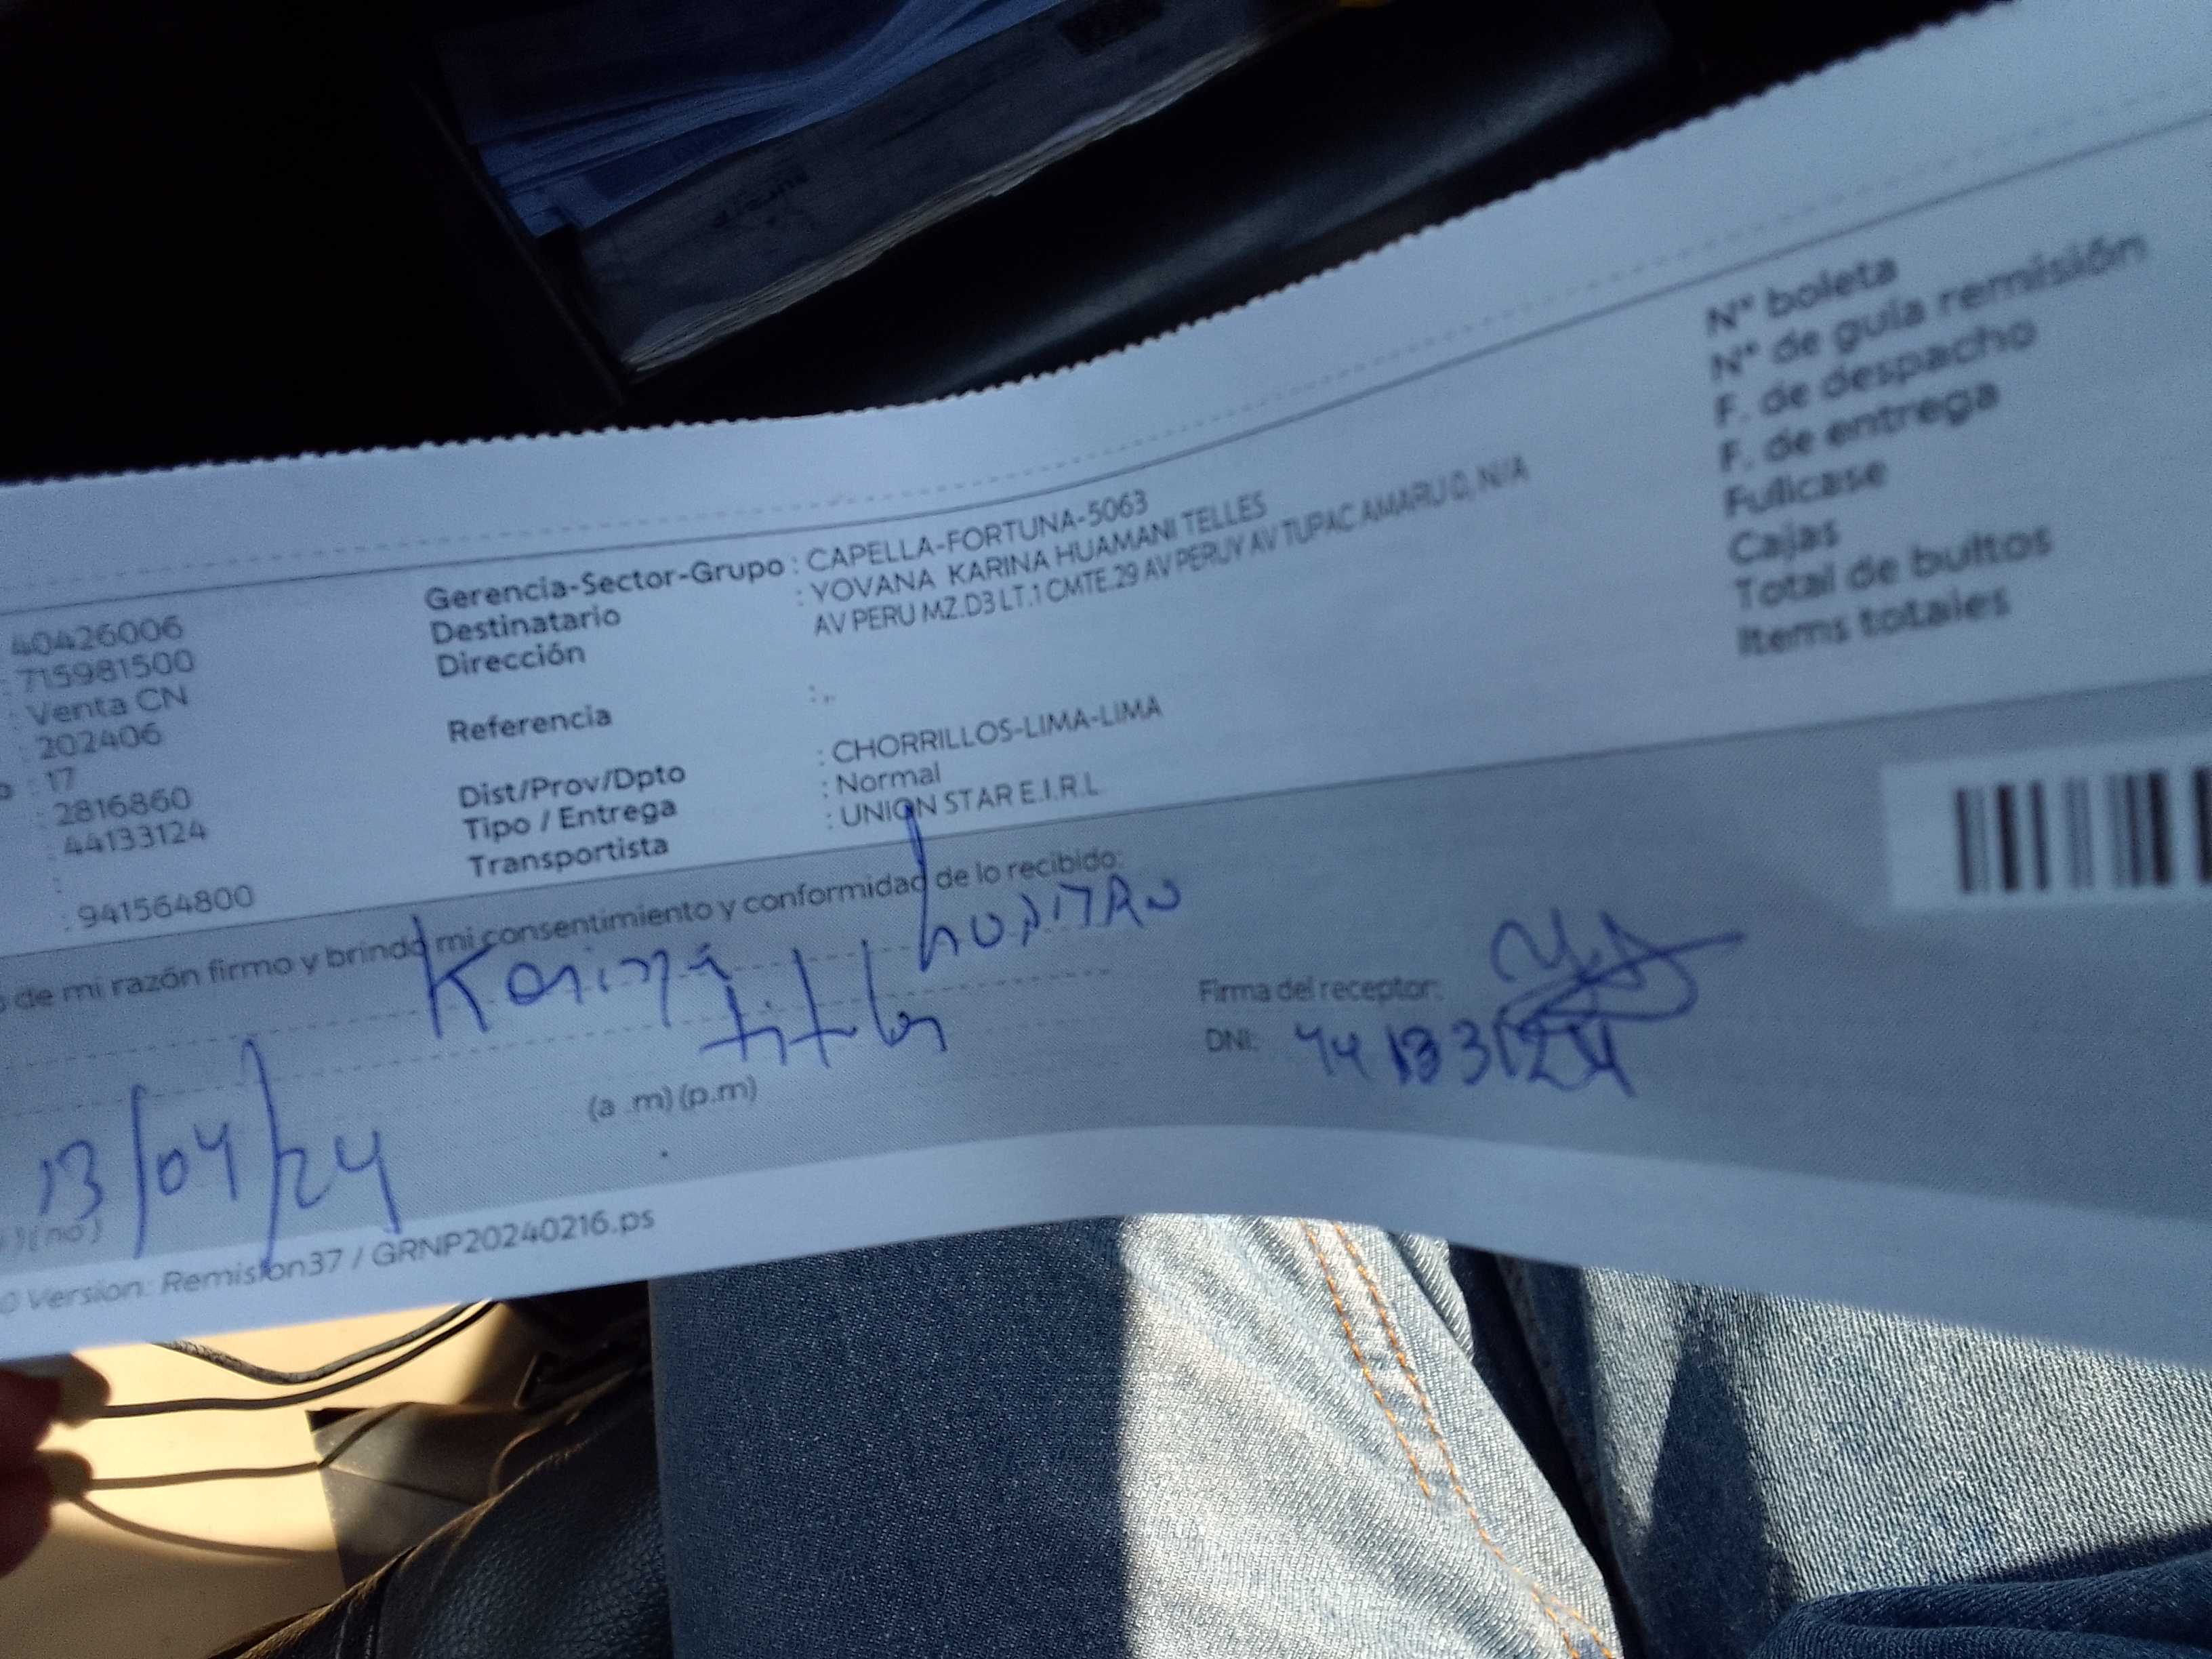 : 40426006
: 715981500
: Venta CN
: 202406
: 17
: 2816860
: 44133124
:
: 941564800
Gerencia-Sector-Grupo : CAPELLA-FORTUNA-5063
Destinatario : YOVANA KARINA HUAMANI TELLES
Dirección AV PERU MZ.D3 LT.1 CMTE.29 AV PERU Y AV TUPAC AMARU 0, N/A
Referencia : ..
Dist/Prov/Dpto : CHORRILLOS-LIMA-LIMA
Tipo / Entrega : Normal
Transportista : UNION STAR E.I.R.L
N° boleta
N° de guía remisión
F. de despacho
F. de entrega
Fullcase
Cajas
Total de bultos
Items totales
de mi razón firmo y brindo mi consentimiento y conformidad de lo recibido:
Karina
Firma del receptor:
DNI: 44133124
(a .m) (p.m)
13/04/24
) (no)
Version: Remision37 / GRNP20240216.ps